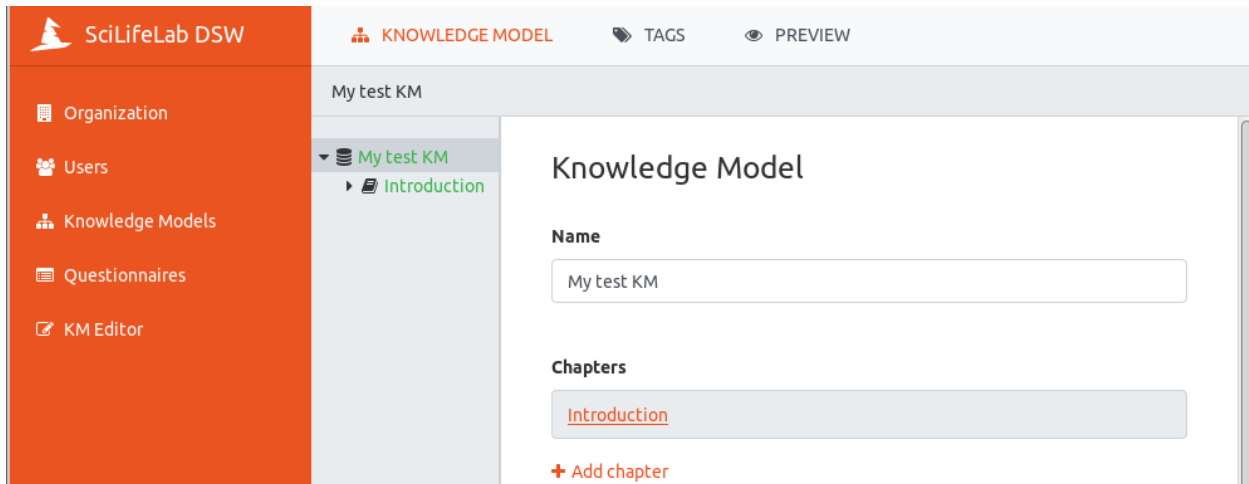 SciLifeLab DSW
KNOWLEDGE MODEL
TAGS
PREVIEW
Organization
Users
Knowledge Models
Questionnaires
KM Editor
My test KM
My test KM
Introduction
Knowledge Model
Name
My test KM
Chapters
Introduction
Add chapter